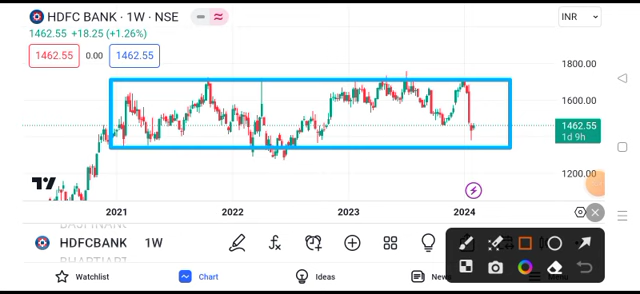 HDFC BANK · 1W · NSE
INR
1462.55 +18.25 (+1.26%)
1462.55 0.00 1462.55
1800.00
1600.00
1462.55
1d 9h
1200.00
2021 2022 2023 2024
HDFCBANK 1W
Watchlist Chart Ideas News